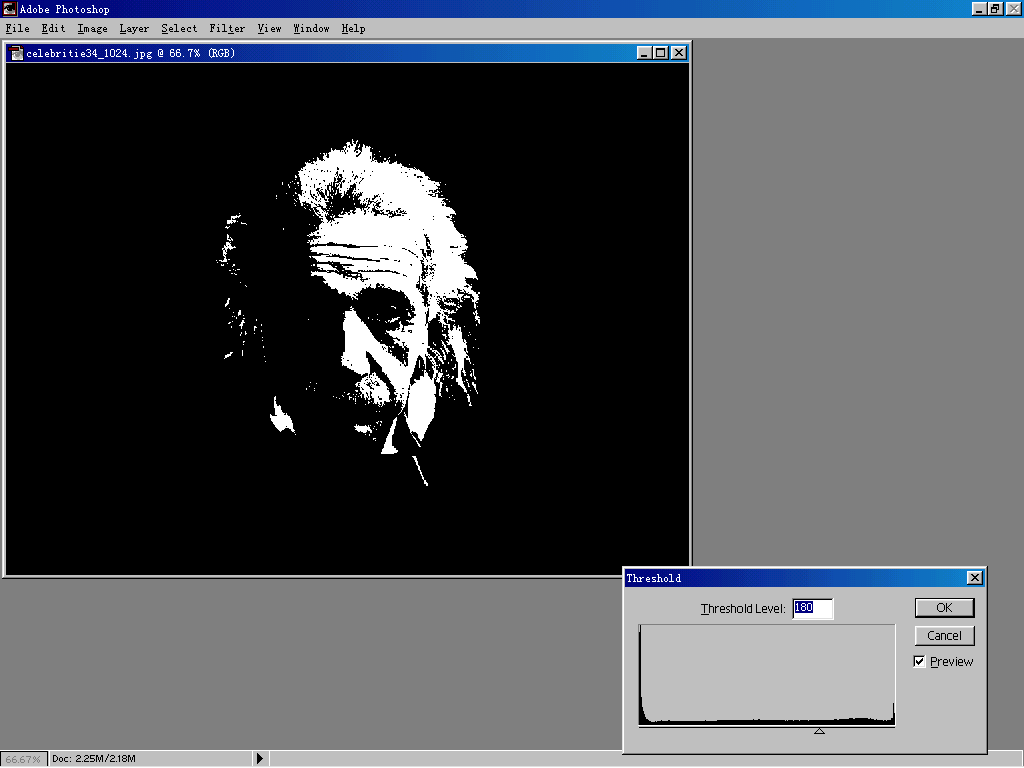 Adobe Photoshop
File Edit Image Layer Select Filter View Window Help
celebritie34_1024.jpg @ 66.7% (RGB)
Threshold
Threshold Level: 180
OK
Cancel
Preview
66.67% Doc: 2.25M/2.18M